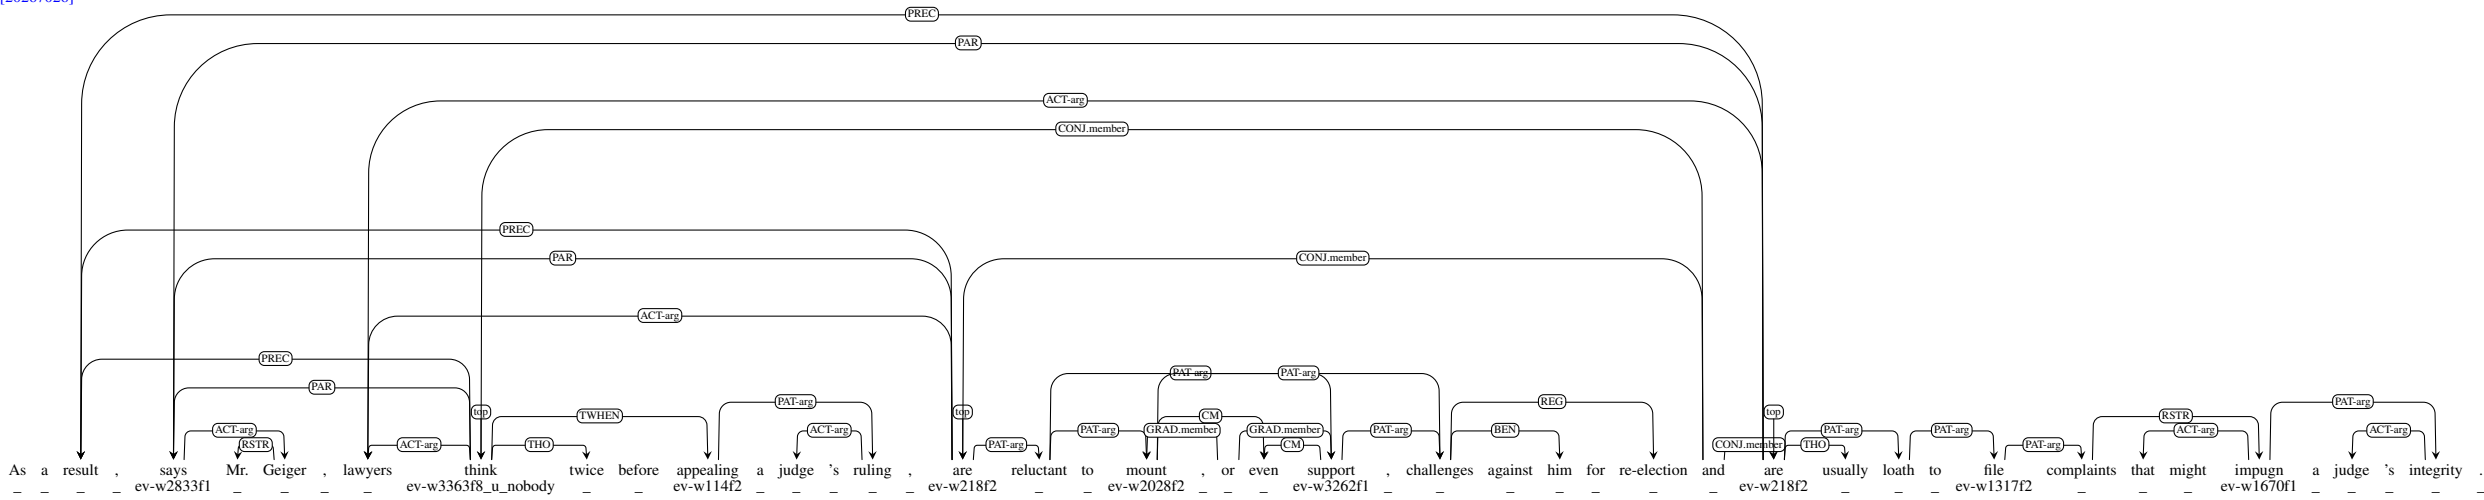 PREC
PAR
ACT-arg
CONJ.member
PREC
PAR CONJ.member
ACT-arg
PREC PAT-arg PAT-arg
PAR
PAT-arg REG PAT-arg
top TWHEN CM top RSTR
ACT-arg ACT-arg PAT-arg GRAD.member GRAD.member PAT-arg BEN PAT-arg PAT-arg ACT-arg ACT-arg
RSTR ACT-arg THO PAT-arg CM CONJ.member THO PAT-arg
As a result , says Mr. Geiger , lawyers think twice before appealing a judge 's ruling , are reluctant to mount , or even support , challenges against him for re-election and are usually loath to file complaints that might impugn a judge 's integrity .
_ _ _ _ ev-w2833f1 _ _ _ _ ev-w3363f8_u_nobody _ _ ev-w114f2 _ _ _ _ _ ev-w218f2 _ _ ev-w2028f2 _ _ _ ev-w3262f1 _ _ _ _ _ _ _ ev-w218f2 _ _ _ ev-w1317f2 _ _ _ ev-w1670f1 _ _ _ _ _